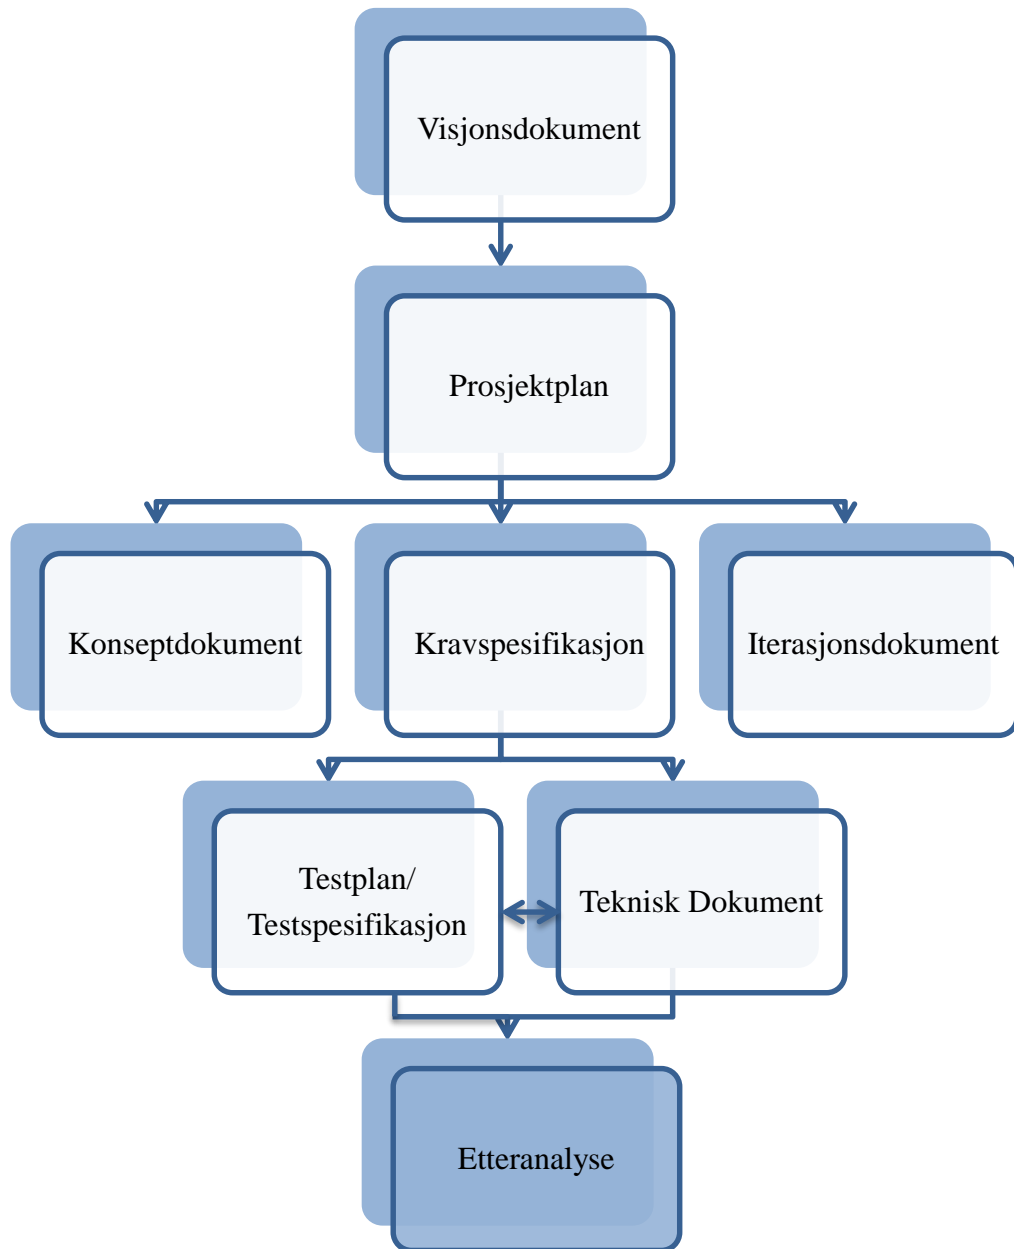 Visjonsdokument
Prosjektplan
Konseptdokument
Kravspesifikasjon
Iterasjonsdokument
Testplan/
Testspesifikasjon
Teknisk Dokument
Etteranalyse